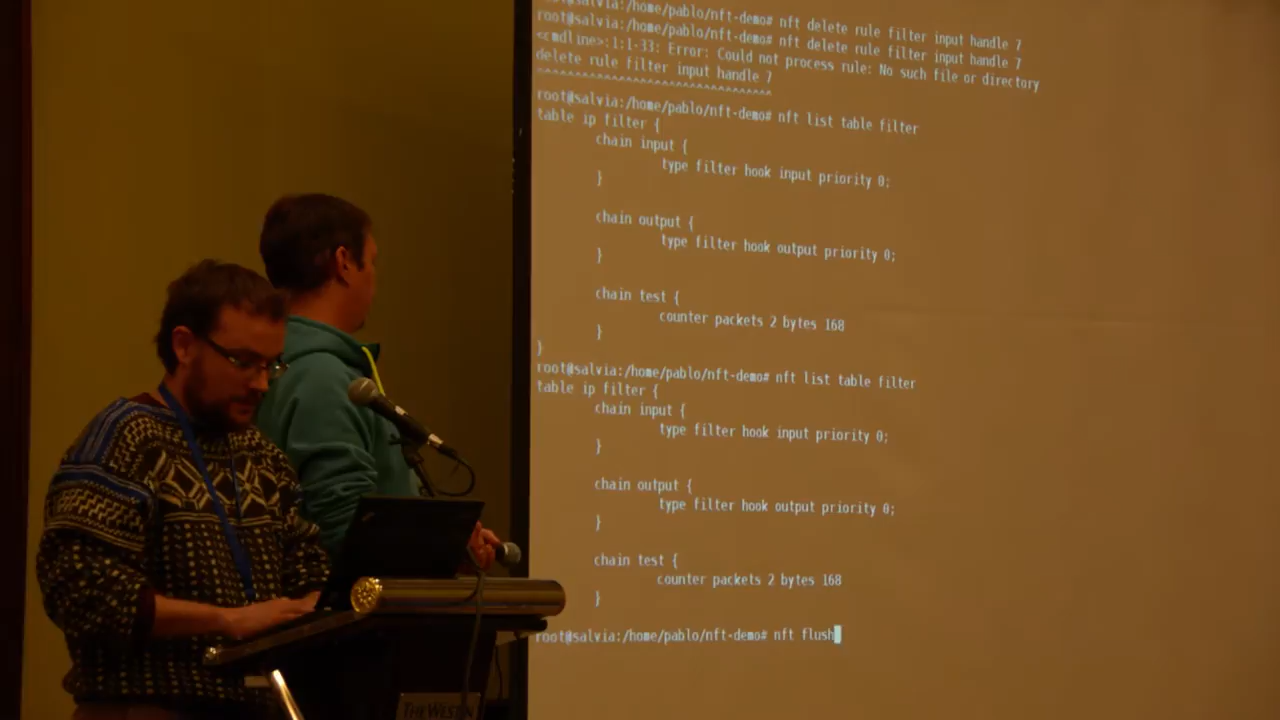 root@salvia:/home/pablo/nft-demo# nft delete rule filter input handle 7
root@salvia:/home/pablo/nft-demo# nft delete rule filter input handle 7
<cmdline>:1:1-33: Error: Could not process rule: No such file or directory
delete rule filter input handle 7
^^^^^^^^^^^^^^^^^^^^^^^^^^^^^^^^^
root@salvia:/home/pablo/nft-demo# nft list table filter
table ip filter {
chain input {
type filter hook input priority 0;
}
chain output {
type filter hook output priority 0;
}
chain test {
counter packets 2 bytes 168
}
}
root@salvia:/home/pablo/nft-demo# nft list table filter
table ip filter {
chain input {
type filter hook input priority 0;
}
chain output {
type filter hook output priority 0;
}
chain test {
counter packets 2 bytes 168
}
root@salvia:/home/pablo/nft-demo# nft flush
THE WESTIN